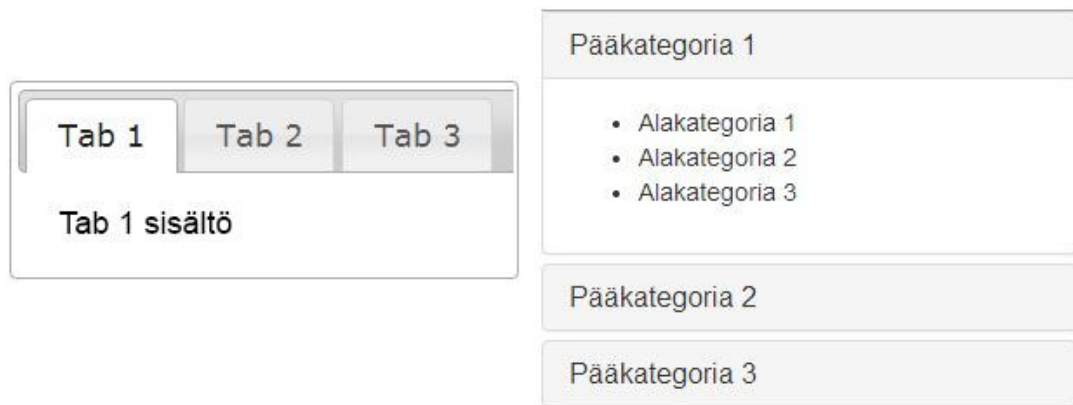 Tab 1 Tab 2 Tab 3
Tab 1 sisältö
Pääkategoria 1
• Alakategoria 1
• Alakategoria 2
• Alakategoria 3
Pääkategoria 2
Pääkategoria 3